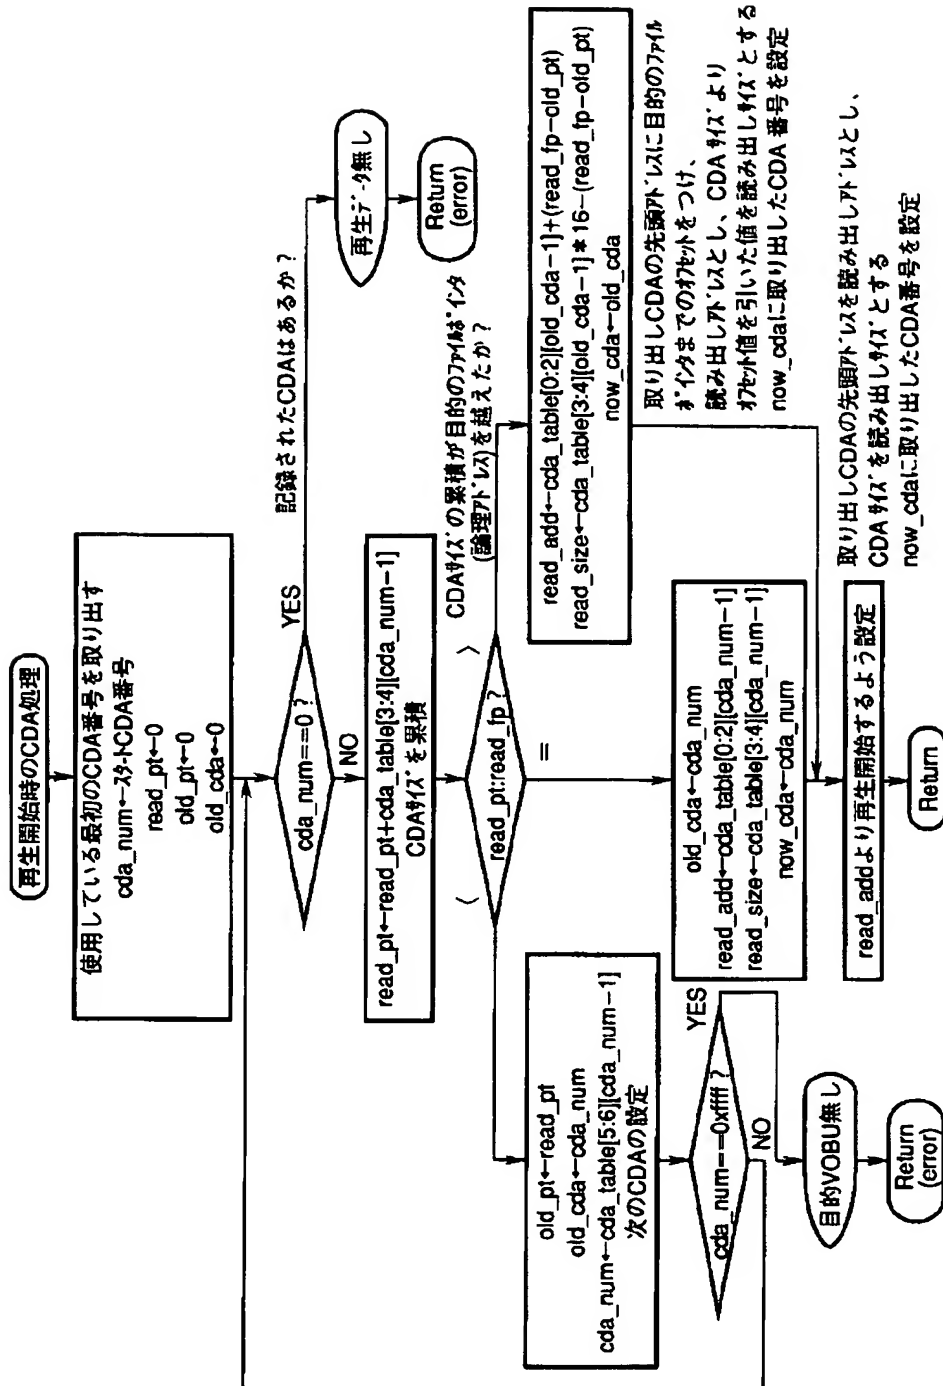 再生開始時のCDA処理
使用している最初のCDA番号を取り出す
cda_num←スタートCDA番号
read_pt←0
old_pt←0
old_cda←0
cda_num==0？
YES
記録されたCDAはあるか？
再生データ無し
Return
(error)
NO
read_pt←read_pt+cda_table[3:4][cda_num−1]
CDAサイズを累積
CDAサイズの累積が目的のファイルポインタ
(論理アドレス)を越えたか？
read_pt:read_fp？
＜
＝
＞
read_add←cda_table[0:2][old_cda−1]+(read_fp−old_pt)
read_size←cda_table[3:4][old_cda−1]＊16−(read_fp−old_pt)
now_cda←old_cda
取り出しCDAの先頭アドレスに目的のファイル
ポインタまでのオフセットをつけ、
読み出しアドレスとし、CDAサイズより
オフセット値を引いた値を読み出しサイズとする
now_cdaに取り出したCDA番号を設定
old_cda←cda_num
read_add←cda_table[0:2][cda_num−1]
read_size←cda_table[3:4][cda_num−1]
now_cda←cda_num
取り出しCDAの先頭アドレスを読み出しアドレスとし、
CDAサイズを読み出しサイズとする
now_cdaに取り出したCDA番号を設定
read_addより再生開始するよう設定
Return
old_pt←read_pt
old_cda←cda_num
cda_num←cda_table[5:6][cda_num−1]
次のCDAの設定
cda_num==0xffff？
YES
NO
目的VOBU無し
Return
(error)